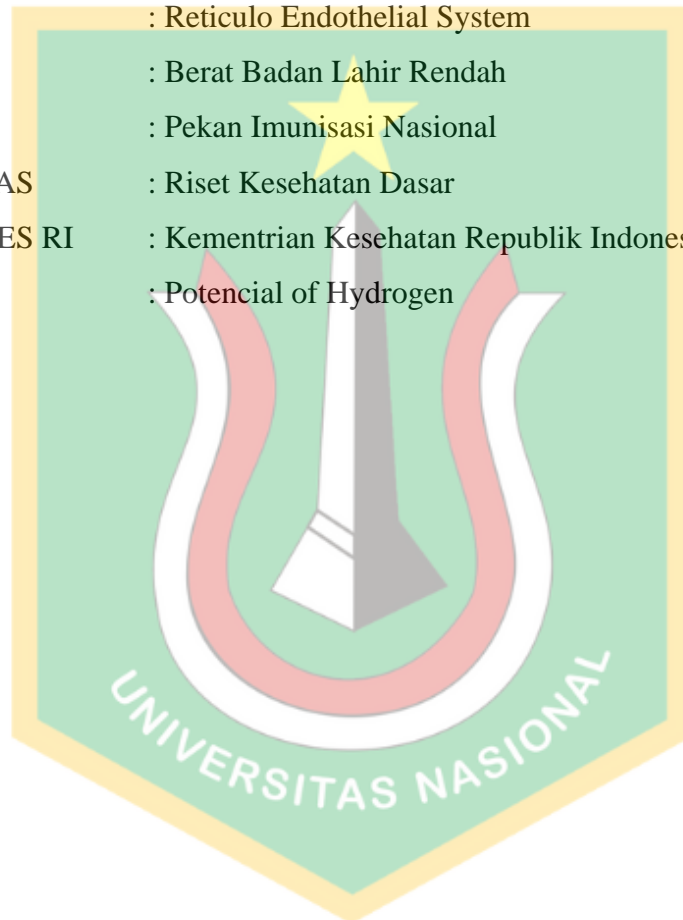 : Reticulo Endothelial System
: Berat Badan Lahir Rendah
: Pekan Imunisasi Nasional
AS : Riset Kesehatan Dasar
ES RI : Kementrian Kesehatan Republik Indones
: Potencial of Hydrogen
UNIVERSITAS NASIONAL